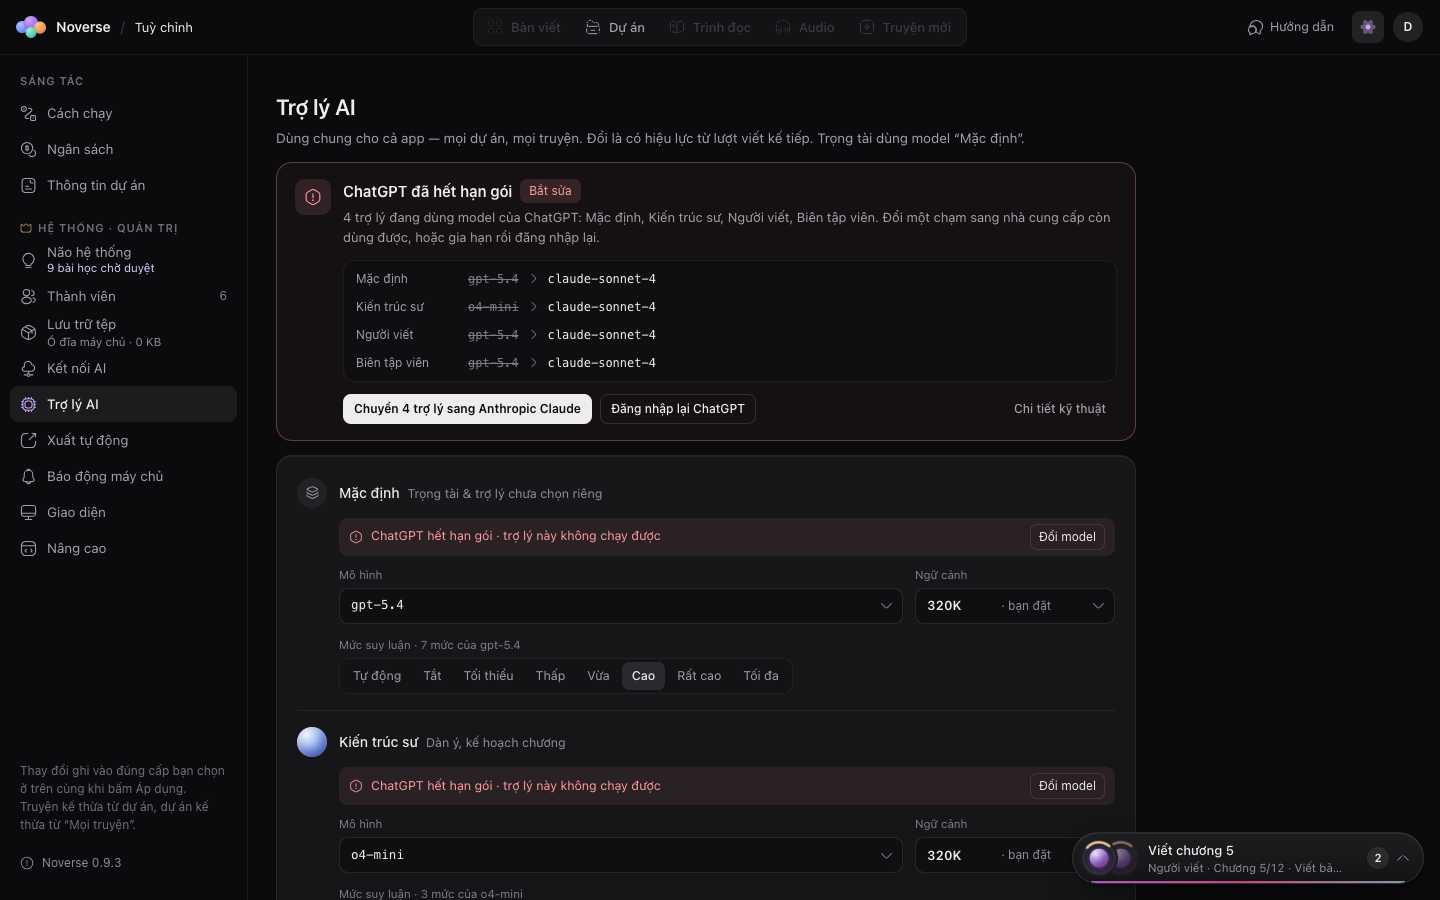 Noverse / Tuỳ chỉnh
Bàn viết
Dự án
Trình đọc
Audio
Truyện mới
Hướng dẫn
D
SÁNG TÁC
Cách chạy
Ngân sách
Thông tin dự án
HỆ THỐNG · QUẢN TRỊ
Não hệ thống
9 bài học chờ duyệt
Thành viên 6
Lưu trữ tệp
Ổ đĩa máy chủ · 0 KB
Kết nối AI
Trợ lý AI
Xuất tự động
Báo động máy chủ
Giao diện
Nâng cao
Thay đổi ghi vào đúng cấp bạn chọn
ở trên cùng khi bấm Áp dụng.
Truyện kế thừa từ dự án, dự án kế
thừa từ “Mọi truyện”.
Noverse 0.9.3
Trợ lý AI
Dùng chung cho cả app — mọi dự án, mọi truyện. Đổi là có hiệu lực từ lượt viết kế tiếp. Trọng tài dùng model “Mặc định”.
ChatGPT đã hết hạn gói Bắt sửa
4 trợ lý đang dùng model của ChatGPT: Mặc định, Kiến trúc sư, Người viết, Biên tập viên. Đổi một chạm sang nhà cung cấp còn
dùng được, hoặc gia hạn rồi đăng nhập lại.
Mặc định gpt-5.4 claude-sonnet-4
Kiến trúc sư o4-mini claude-sonnet-4
Người viết gpt-5.4 claude-sonnet-4
Biên tập viên gpt-5.4 claude-sonnet-4
Chuyển 4 trợ lý sang Anthropic Claude
Đăng nhập lại ChatGPT
Chi tiết kỹ thuật
Mặc định Trọng tài & trợ lý chưa chọn riêng
ChatGPT hết hạn gói · trợ lý này không chạy được
Đổi model
Mô hình
Ngữ cảnh
gpt-5.4
320K · bạn đặt
Mức suy luận · 7 mức của gpt-5.4
Tự động Tắt Tối thiểu Thấp Vừa Cao Rất cao Tối đa
Kiến trúc sư Dàn ý, kế hoạch chương
ChatGPT hết hạn gói · trợ lý này không chạy được
Đổi model
Mô hình
Ngữ cảnh
o4-mini
320K · bạn đặt
Mức suy luận · 3 mức của o4-mini
Viết chương 5
Người viết · Chương 5/12 · Viết bả...
2